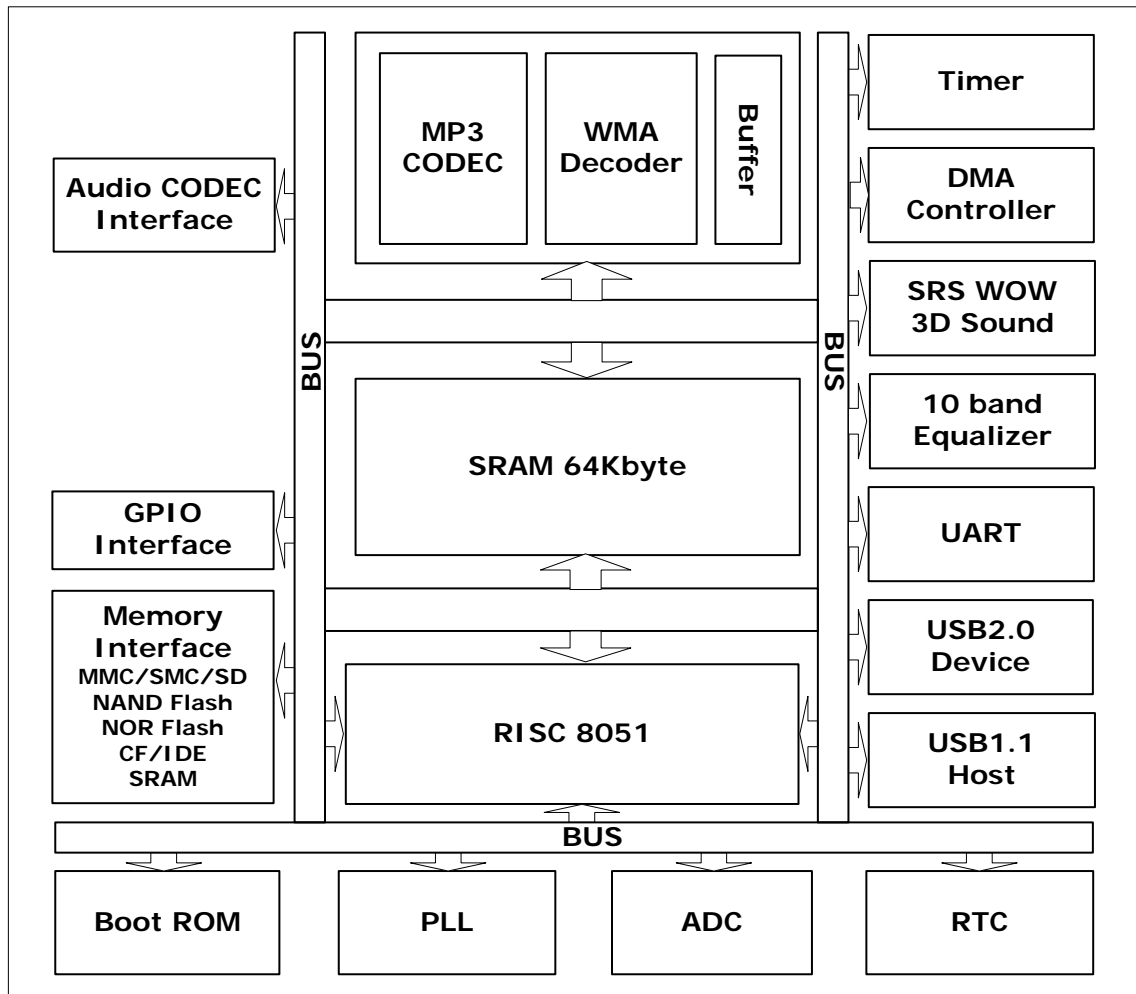 MP3
CODEC
WMA
Decoder
Buffer
Timer
Audio CODEC
Interface
DMA
Controller
SRS WOW
3D Sound
BUS
BUS
10 band
Equalizer
SRAM 64Kbyte
GPIO
Interface
UART
Memory
Interface
MMC/SMC/SD
NAND Flash
NOR Flash
CF/IDE
SRAM
RISC 8051
USB2.0
Device
USB1.1
Host
BUS
Boot ROM
PLL
ADC
RTC